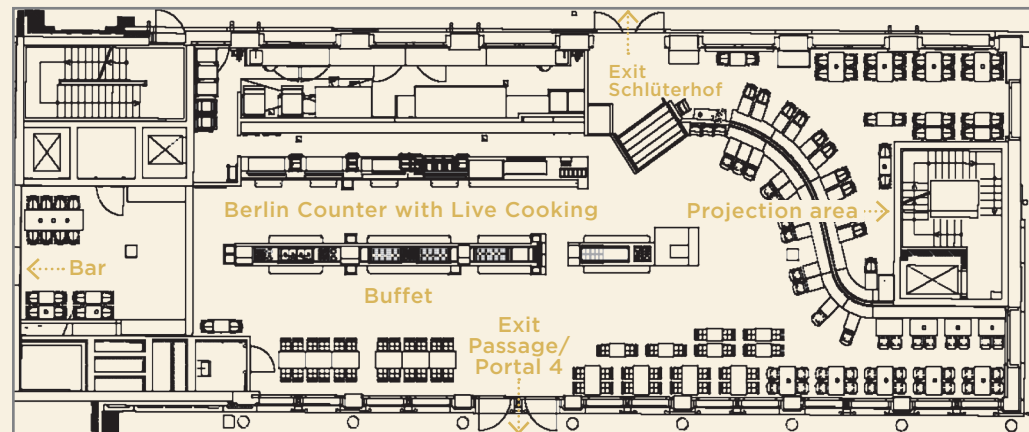 Exit
Schlüterhof
Berlin Counter with Live Cooking
Projection area
Bar
Buffet
Exit
Passage/
Portal 4